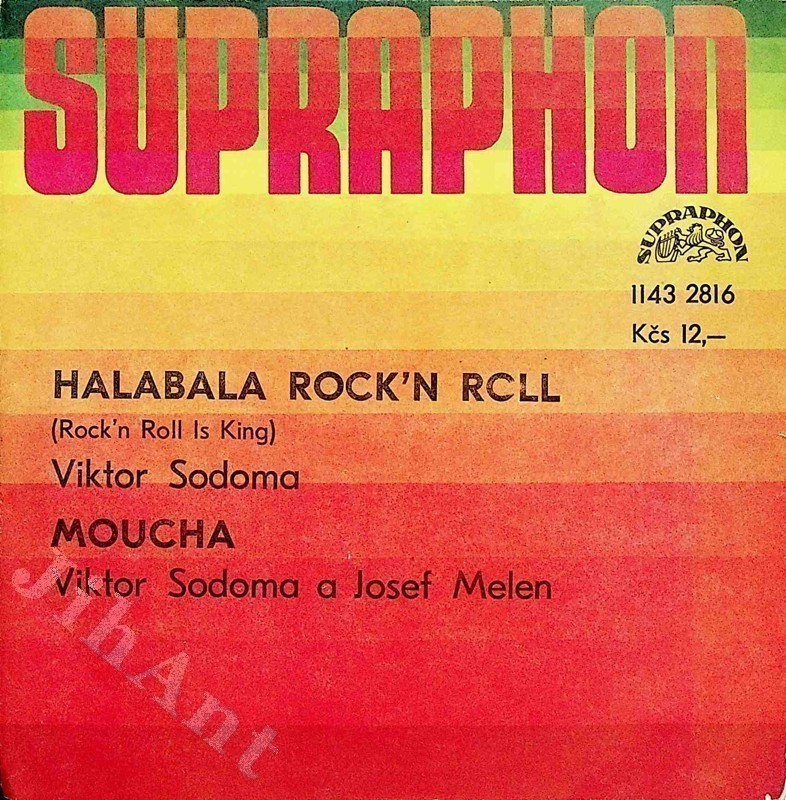 SUPRAPHON
SUPRAPHON
1143 2816
Kčs 12,—
HALABALA ROCK'N RCLL
(Rock'n Roll Is King)
Viktor Sodoma
MOUCHA
Viktor Sodoma a Josef Melen
JihAnt